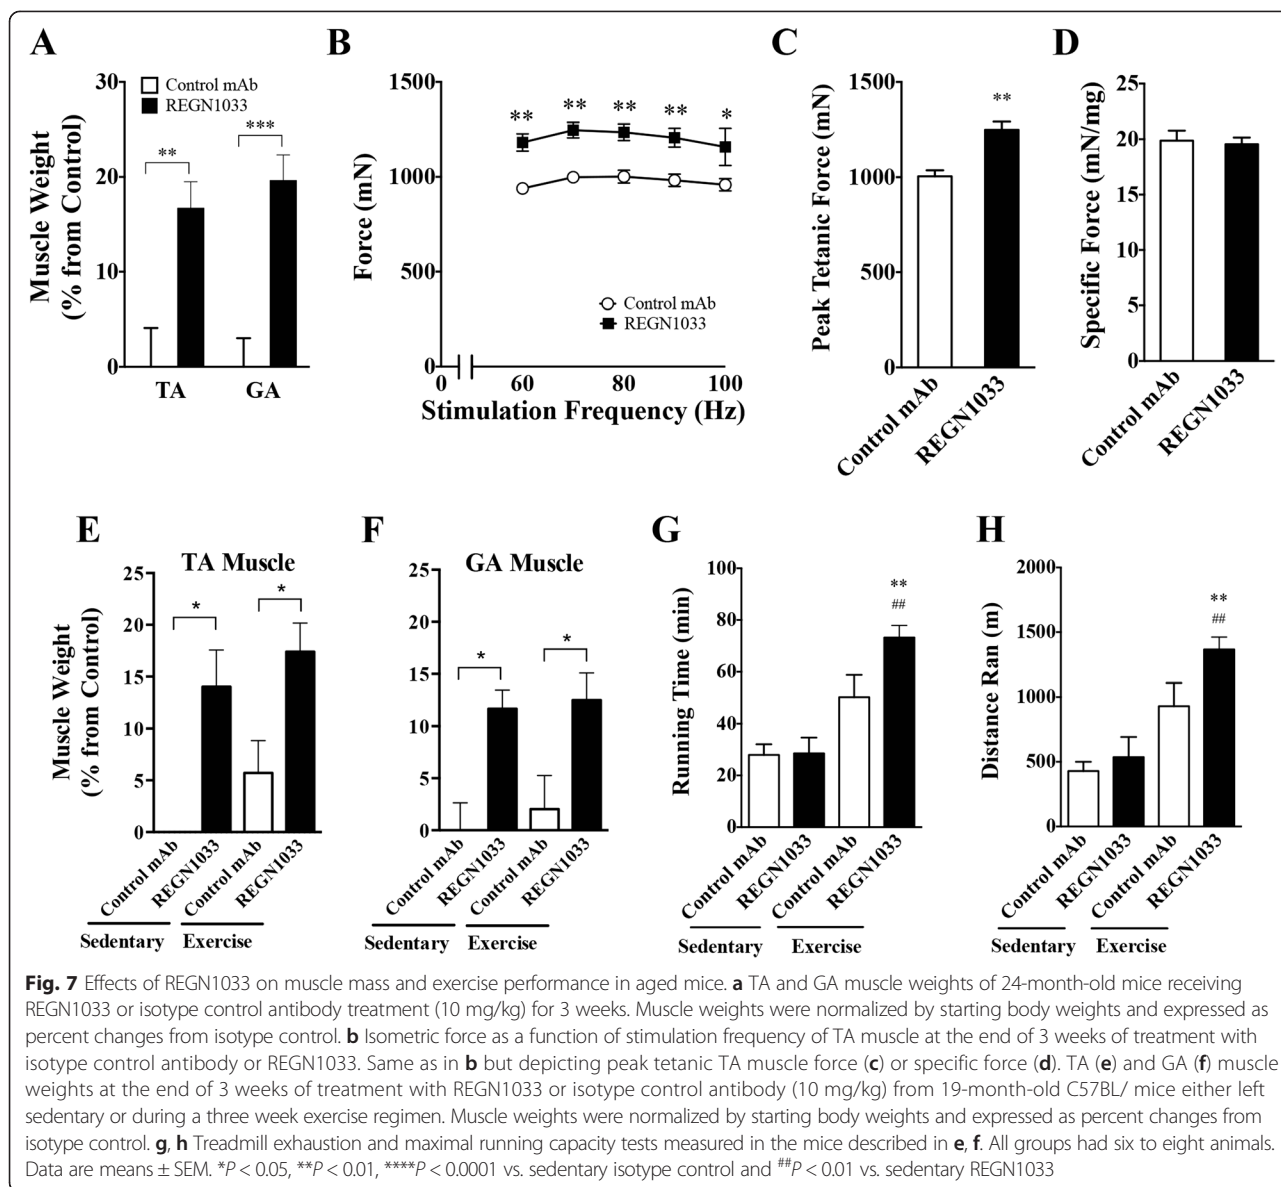 A
Muscle Weight
(% from Control)
30
20
10
0
Control mAb
REGN1033
**
***
TA
GA
B
Force (mN)
1500
1000
500
0
**
**
**
**
*
Control mAb
REGN1033
0
60
80
100
Stimulation Frequency (Hz)
C
Peak Tetanic Force (mN)
1500
1000
500
0
**
Control mAb
REGN1033
D
Specific Force (mN/mg)
25
20
15
10
5
0
Control mAb
REGN1033
E
TA Muscle
Muscle Weight
(% from Control)
25
20
15
10
5
0
*
*
Control mAb
REGN1033
Control mAb
REGN1033
Sedentary
Exercise
F
GA Muscle
25
20
15
10
5
0
*
*
Control mAb
REGN1033
Control mAb
REGN1033
Sedentary
Exercise
G
Running Time (min)
100
80
60
40
20
0
**
##
Control mAb
REGN1033
Control mAb
REGN1033
Sedentary
Exercise
H
Distance Ran (m)
2000
1500
1000
500
0
**
##
Control mAb
REGN1033
Control mAb
REGN1033
Sedentary
Exercise
Fig. 7 Effects of REGN1033 on muscle mass and exercise performance in aged mice. a TA and GA muscle weights of 24-month-old mice receiving
REGN1033 or isotype control antibody treatment (10 mg/kg) for 3 weeks. Muscle weights were normalized by starting body weights and expressed as
percent changes from isotype control. b Isometric force as a function of stimulation frequency of TA muscle at the end of 3 weeks of treatment with
isotype control antibody or REGN1033. Same as in b but depicting peak tetanic TA muscle force (c) or specific force (d). TA (e) and GA (f) muscle
weights at the end of 3 weeks of treatment with REGN1033 or isotype control antibody (10 mg/kg) from 19-month-old C57BL/ mice either left
sedentary or during a three week exercise regimen. Muscle weights were normalized by starting body weights and expressed as percent changes from
isotype control. g, h Treadmill exhaustion and maximal running capacity tests measured in the mice described in e, f. All groups had six to eight animals.
Data are means ± SEM. *P < 0.05, **P < 0.01, ****P < 0.0001 vs. sedentary isotype control and ##P < 0.01 vs. sedentary REGN1033